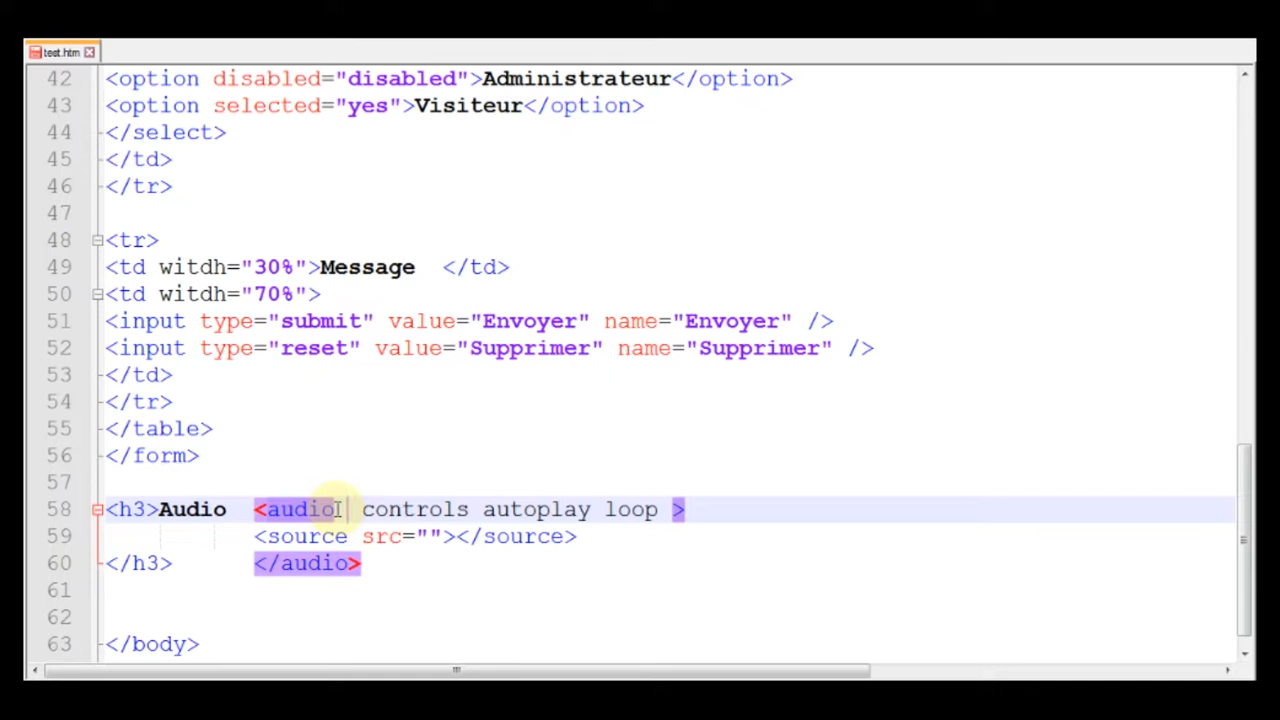 test.htm
42 <option disabled="disabled">Administrateur</option>
43 <option selected="yes">Visiteur</option>
44 </select>
45 </td>
46 </tr>
47
48 <tr>
49 <td witdh="30%">Message  </td>
50 <td witdh="70%">
51 <input type="submit" value="Envoyer" name="Envoyer" />
52 <input type="reset" value="Supprimer" name="Supprimer" />
53 </td>
54 </tr>
55 </table>
56 </form>
57
58 <h3>Audio  <audio  controls autoplay loop >
59            <source src=""></source>
60 </h3>      </audio>
61
62
63 </body>